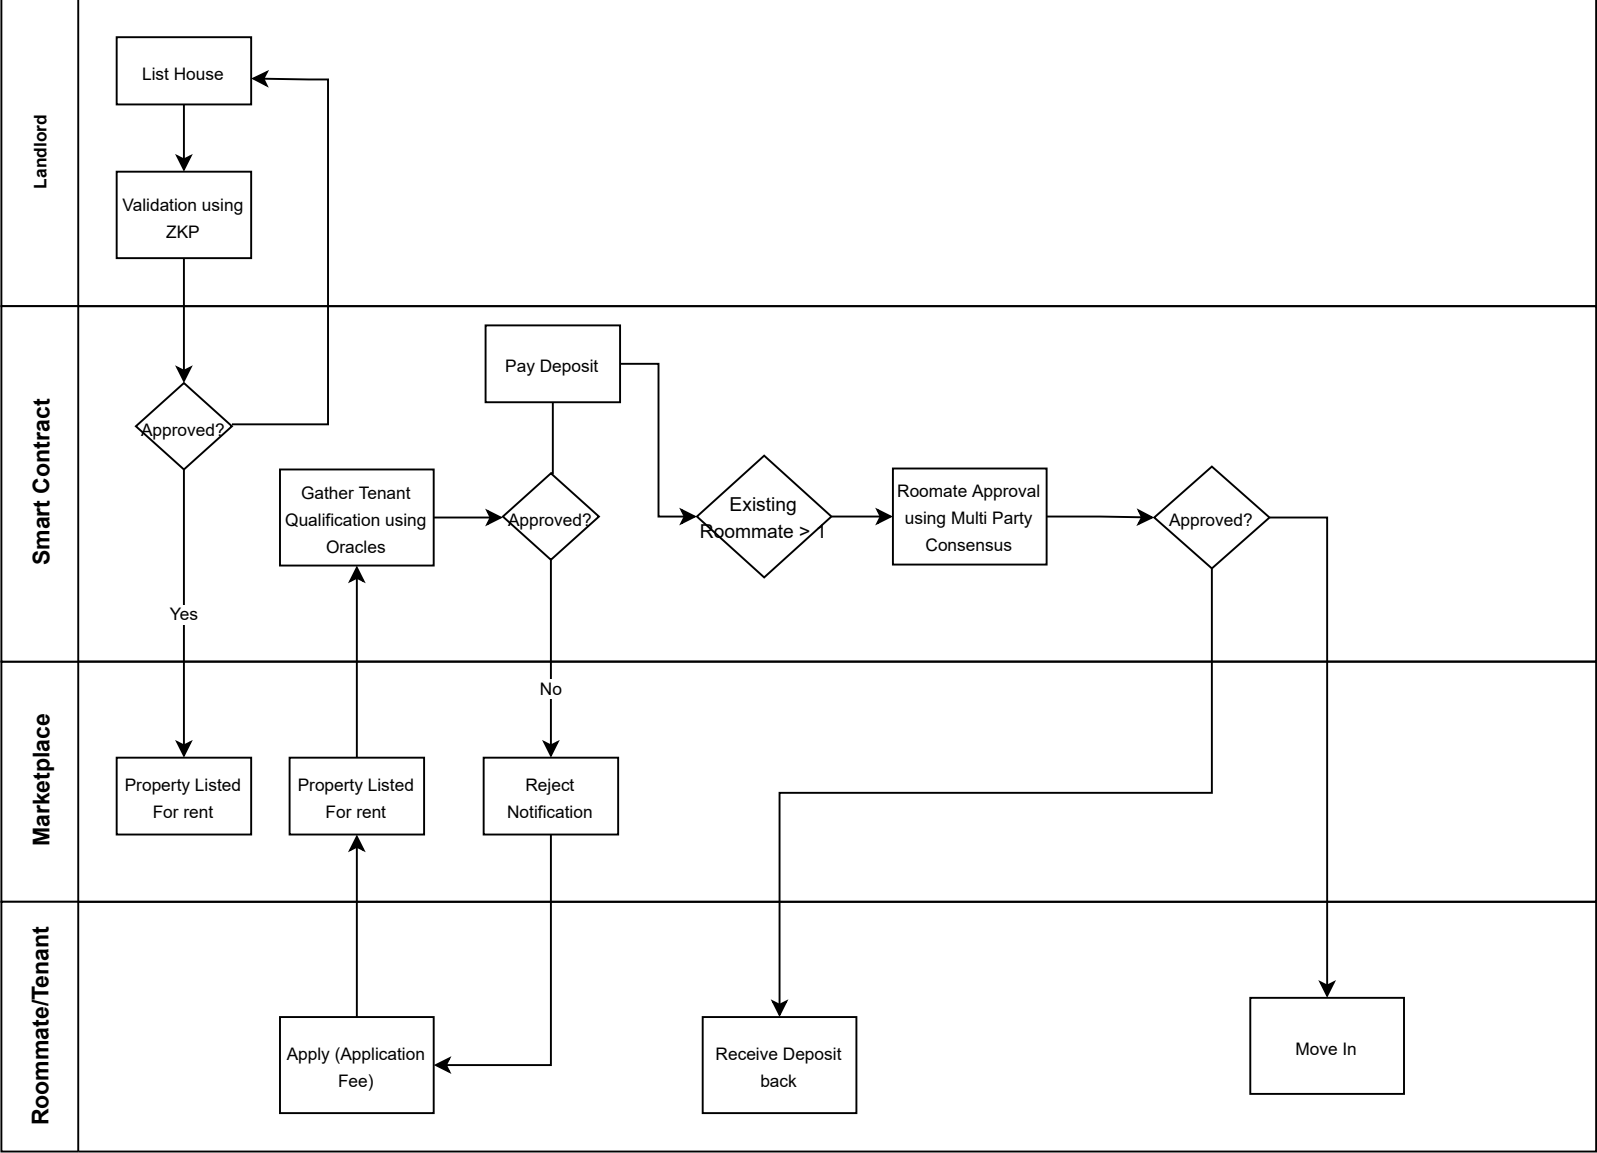 Landlord
List House
Validation using
ZKP
Smart Contract
Approved?
Yes
Gather Tenant
Qualification using
Oracles
Pay Deposit
Approved?
No
Existing
Roommate > 1
Roomate Approval
using Multi Party
Consensus
Approved?
Marketplace
Property Listed
For rent
Property Listed
For rent
Reject
Notification
Roommate/Tenant
Apply (Application
Fee)
Receive Deposit
back
Move In